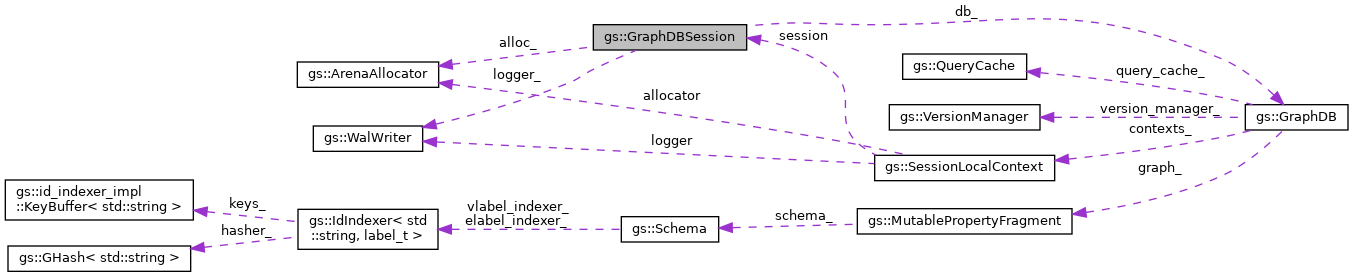 db_
gs::GraphDBSession
session
alloc_
gs::QueryCache
gs::ArenaAllocator
query_cache_
logger_
allocator
version_manager_
gs::VersionManager
gs::GraphDB
contexts_
gs::WalWriter
logger
gs::SessionLocalContext
graph_
gs::id_indexer_impl
::KeyBuffer< std::string >
keys_
vlabel_indexer_
elabel_indexer_
schema_
gs::MutablePropertyFragment
gs::IdIndexer< std
::string, label_t >
hasher_
gs::Schema
gs::GHash< std::string >